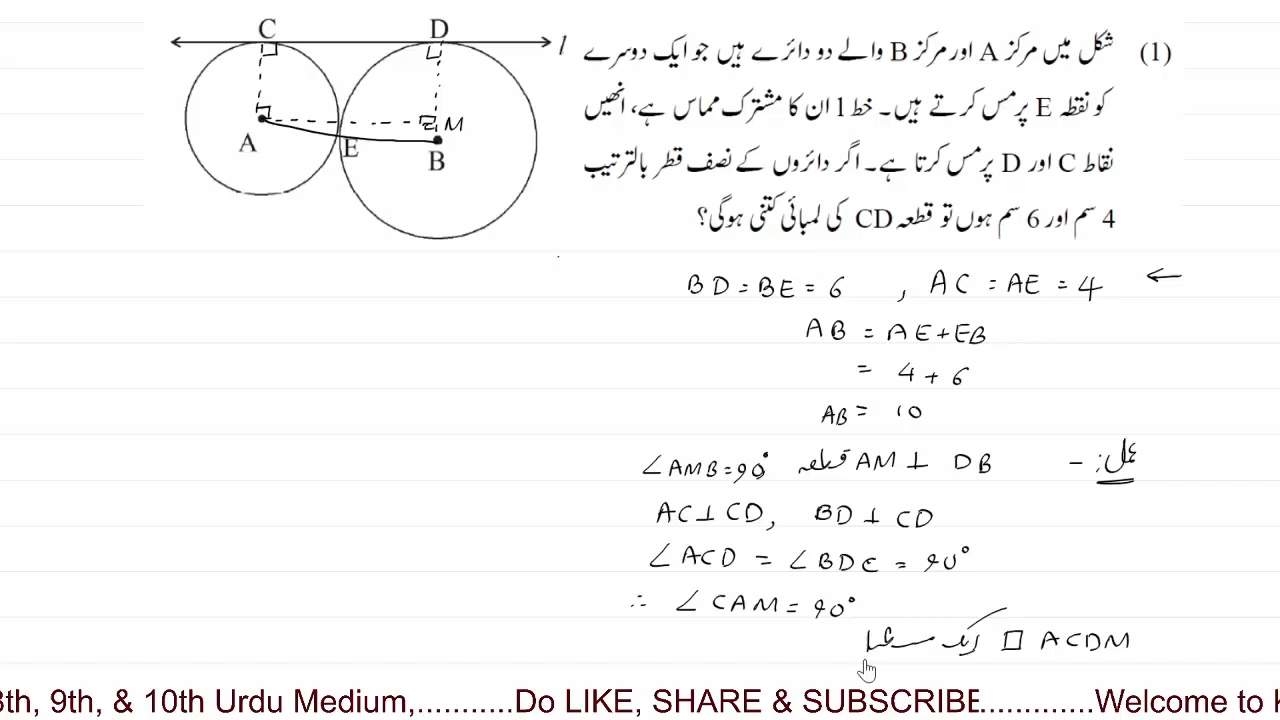 C D l
A E B M
(1) شکل میں مرکز A اور مرکز B والے دو دائرے ہیں جو ایک دوسرے
کو نقطہ E پر مس کرتے ہیں۔ خط l ان کا مشترک مماس ہے، انھیں
نقاط C اور D پر مس کرتا ہے۔ اگر دائروں کے نصف قطر بالترتیب
4 سم اور 6 سم ہوں تو قطعہ CD کی لمبائی کتنی ہوگی؟
BD = BE = 6 , AC = AE = 4 ←
AB = AE + EB
= 4 + 6
AB = 10
عمل :- قطعہ AM ⊥ DB ∠AMB = 90°
AC ⊥ CD, BD ⊥ CD
∠ACD = ∠BDC = 90°
∴ ∠CAM = 90°
□ ACDM ایک
8th, 9th, & 10th Urdu Medium,...........Do LIKE, SHARE & SUBSCRIBE.............Welcome to